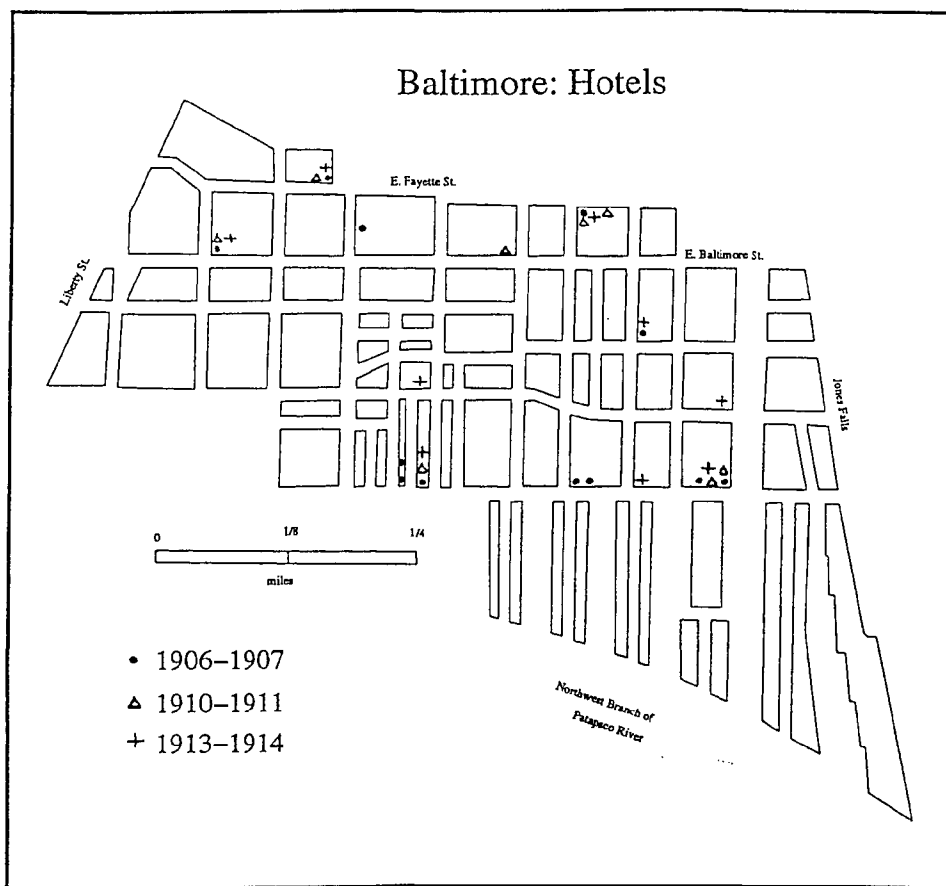 Baltimore: Hotels
E. Fayette St.
E. Baltimore St.
Liberty St.
Jones Falls
0 1/8 1/4
miles
1906–1907
1910–1911
1913–1914
Northwest Branch of
Patapsco River